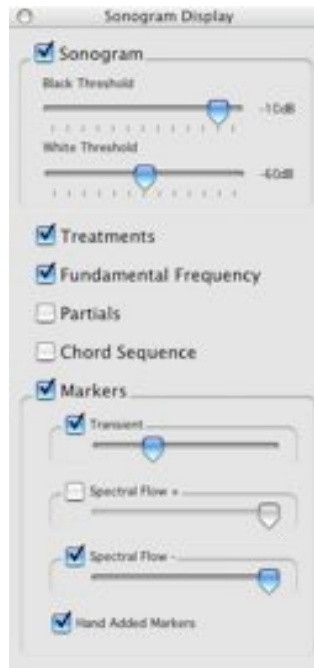 Sonogram Display
Sonogram
Black Threshold
-10dB
White Threshold
-60dB
Treatments
Fundamental Frequency
Partials
Chord Sequence
Markers
Transient
Spectral Flow +
Spectral Flow -
Hand Added Markers